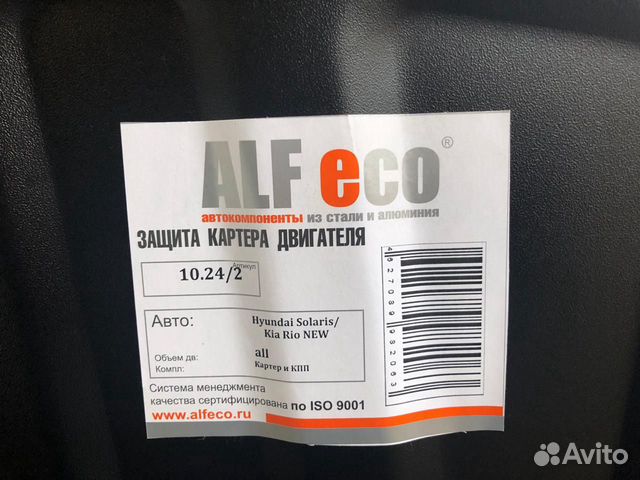 ALF eco®
автокомпоненты из стали и алюминия
ЗАЩИТА КАРТЕРА ДВИГАТЕЛЯ
Артикул
10.24/2
Авто: Hyundai Solaris/
Kia Rio NEW
Объем дв: all
Компл: Картер и КПП
Система менеджмента
качества сертифицирована по ISO 9001
www.alfeco.ru
4627089932063
Avito